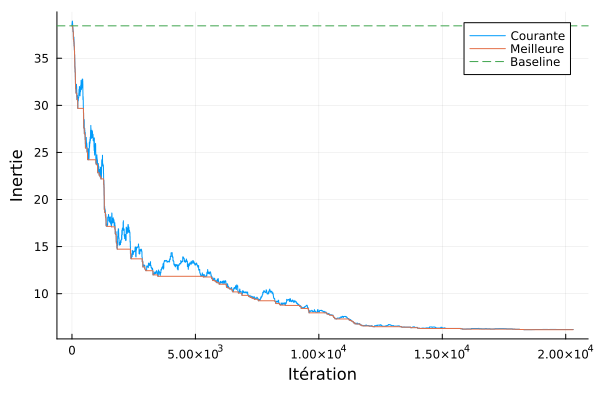 Courante
Meilleure
Baseline
35
30
25
20
15
10
Inertie
0
5.00×10³
1.00×10⁴
1.50×10⁴
2.00×10⁴
Itération